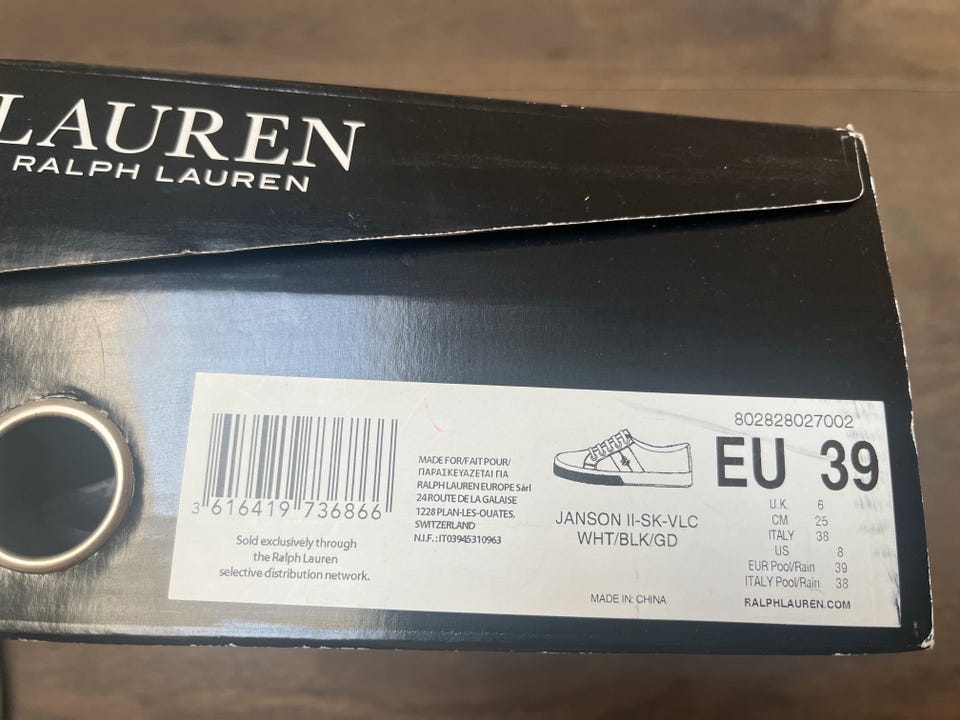 LAUREN
RALPH LAUREN
3 616419 736866
Sold exclusively through
the Ralph Lauren
selective distribution network.
MADE FOR/FAIT POUR/
ΠΑΡΑΣΚΕΥΑΖΕΤΑΙ ΓΙΑ
RALPH LAUREN EUROPE Sárl
24 ROUTE DE LA GALAISE
1228 PLAN-LES-OUATES,
SWITZERLAND
N.I.F.: IT03945310963
JANSON II-SK-VLC
WHT/BLK/GD
MADE IN: CHINA
802828027002
EU 39
U.K. 6
CM 25
ITALY 38
US 8
EUR Pool/Rain 39
ITALY Pool/Rain 38
RALPHLAUREN.COM